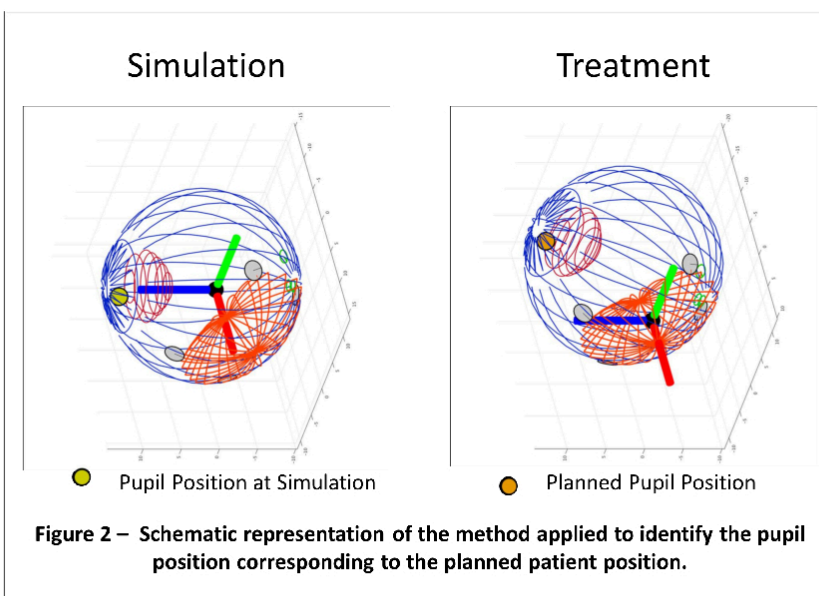 Simulation
Treatment
Pupil Position at Simulation
Planned Pupil Position
Figure 2 – Schematic representation of the method applied to identify the pupil
position corresponding to the planned patient position.